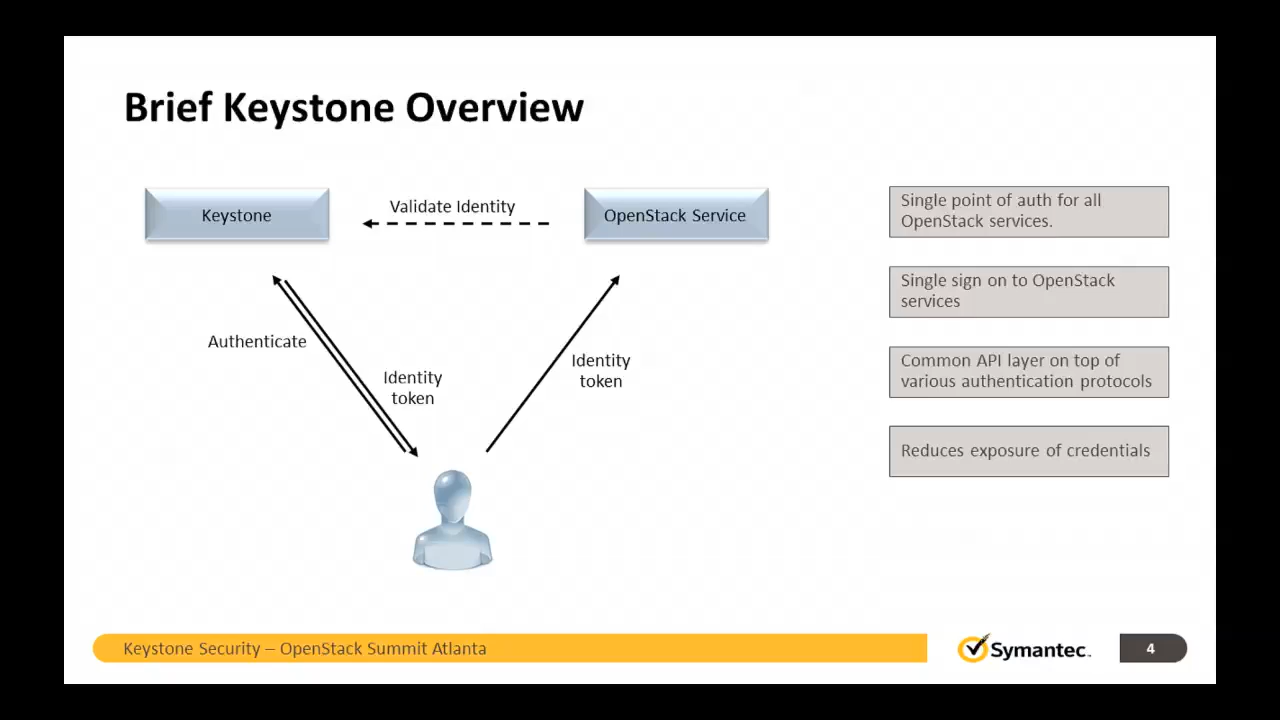 Brief Keystone Overview
Keystone
Validate Identity
OpenStack Service
Authenticate
Identity
token
Identity
token
Single point of auth for all
OpenStack services.
Single sign on to OpenStack
services
Common API layer on top of
various authentication protocols
Reduces exposure of credentials
Keystone Security – OpenStack Summit Atlanta
Symantec™
4